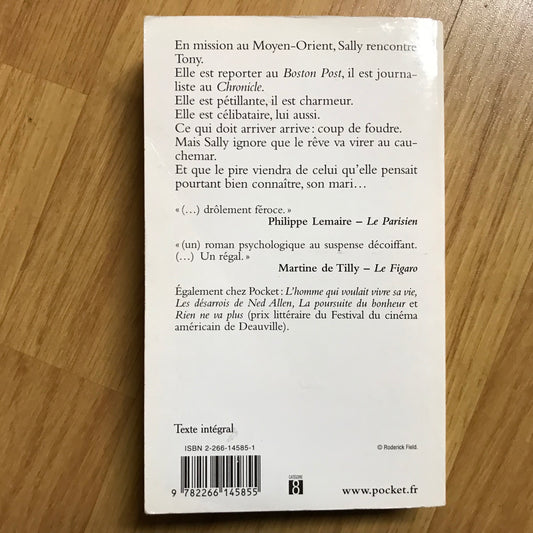 En mission au Moyen-Orient, Sally rencontre
Tony.
Elle est reporter au Boston Post, il est journa-
liste au Chronicle.
Elle est pétillante, il est charmeur.
Elle est célibataire, lui aussi.
Ce qui doit arriver arrive : coup de foudre.
Mais Sally ignore que le rêve va virer au cau-
chemar.
Et que le pire viendra de celui qu'elle pensait
pourtant bien connaître, son mari…
« (…) drôlement féroce. »
Philippe Lemaire – Le Parisien
« (un) roman psychologique au suspense décoiffant.
(…) Un régal. »
Martine de Tilly – Le Figaro
Également chez Pocket : L'homme qui voulait vivre sa vie,
Les désarrois de Ned Allen, La poursuite du bonheur et
Rien ne va plus (prix littéraire du Festival du cinéma
américain de Deauville).
Texte intégral
ISBN 2-266-14585-1
© Roderick Field.
CATÉGORIE
8
9 782266 145855
www.pocket.fr